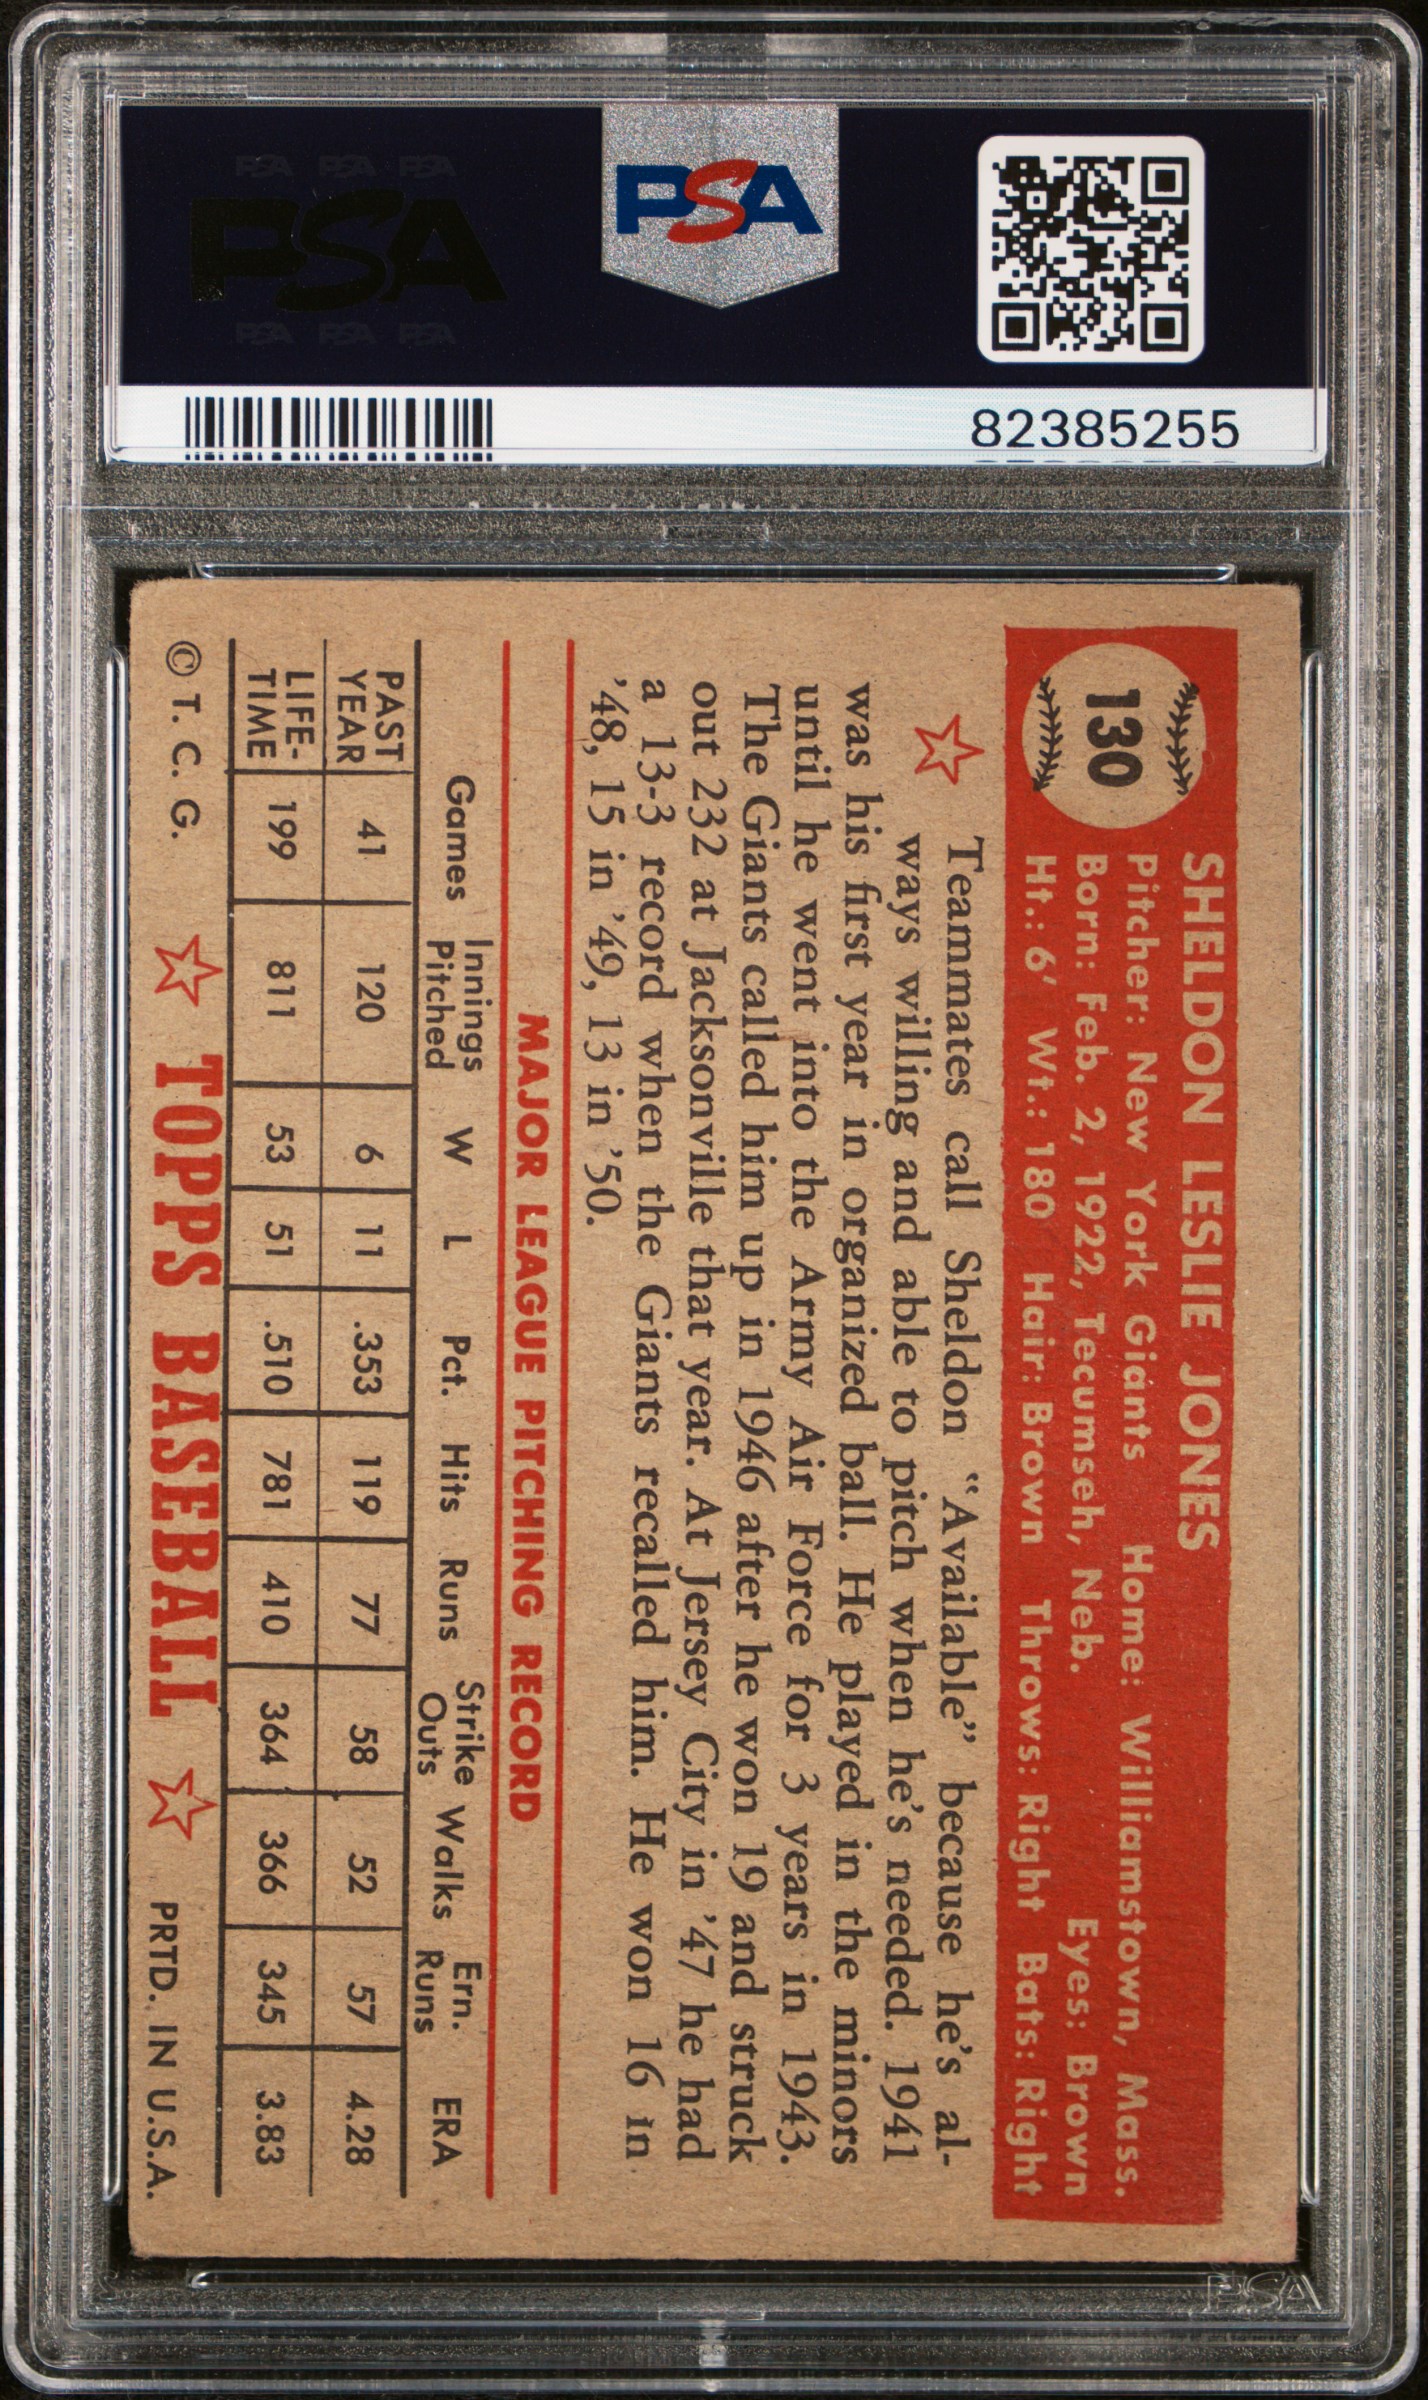 PSA PSA PSA
PSA
PSA PSA PSA
PSA
82385255
130
SHELDON LESLIE JONES
Pitcher: New York Giants Home: Williamstown, Mass.
Born: Feb. 2, 1922, Tecumseh, Neb. Eyes: Brown
Ht.: 6' Wt.: 180 Hair: Brown Throws: Right Bats: Right
Teammates call Sheldon "Available" because he's al-
ways willing and able to pitch when he's needed. 1941
was his first year in organized ball. He played in the minors
until he went into the Army Air Force for 3 years in 1943.
The Giants called him up in 1946 after he won 19 and struck
out 232 at Jacksonville that year. At Jersey City in '47 he had
a 13-3 record when the Giants recalled him. He won 16 in
'48, 15 in '49, 13 in '50.
MAJOR LEAGUE PITCHING RECORD
Games Innings Pitched W L Pct. Hits Runs Strike Outs Walks Ern. Runs ERA
PAST YEAR 41 120 6 11 .353 119 77 58 52 57 4.28
LIFE-TIME 199 811 53 51 .510 781 410 364 366 345 3.83
© T. C. G. TOPPS BASEBALL PRTD. IN U.S.A.
PSA